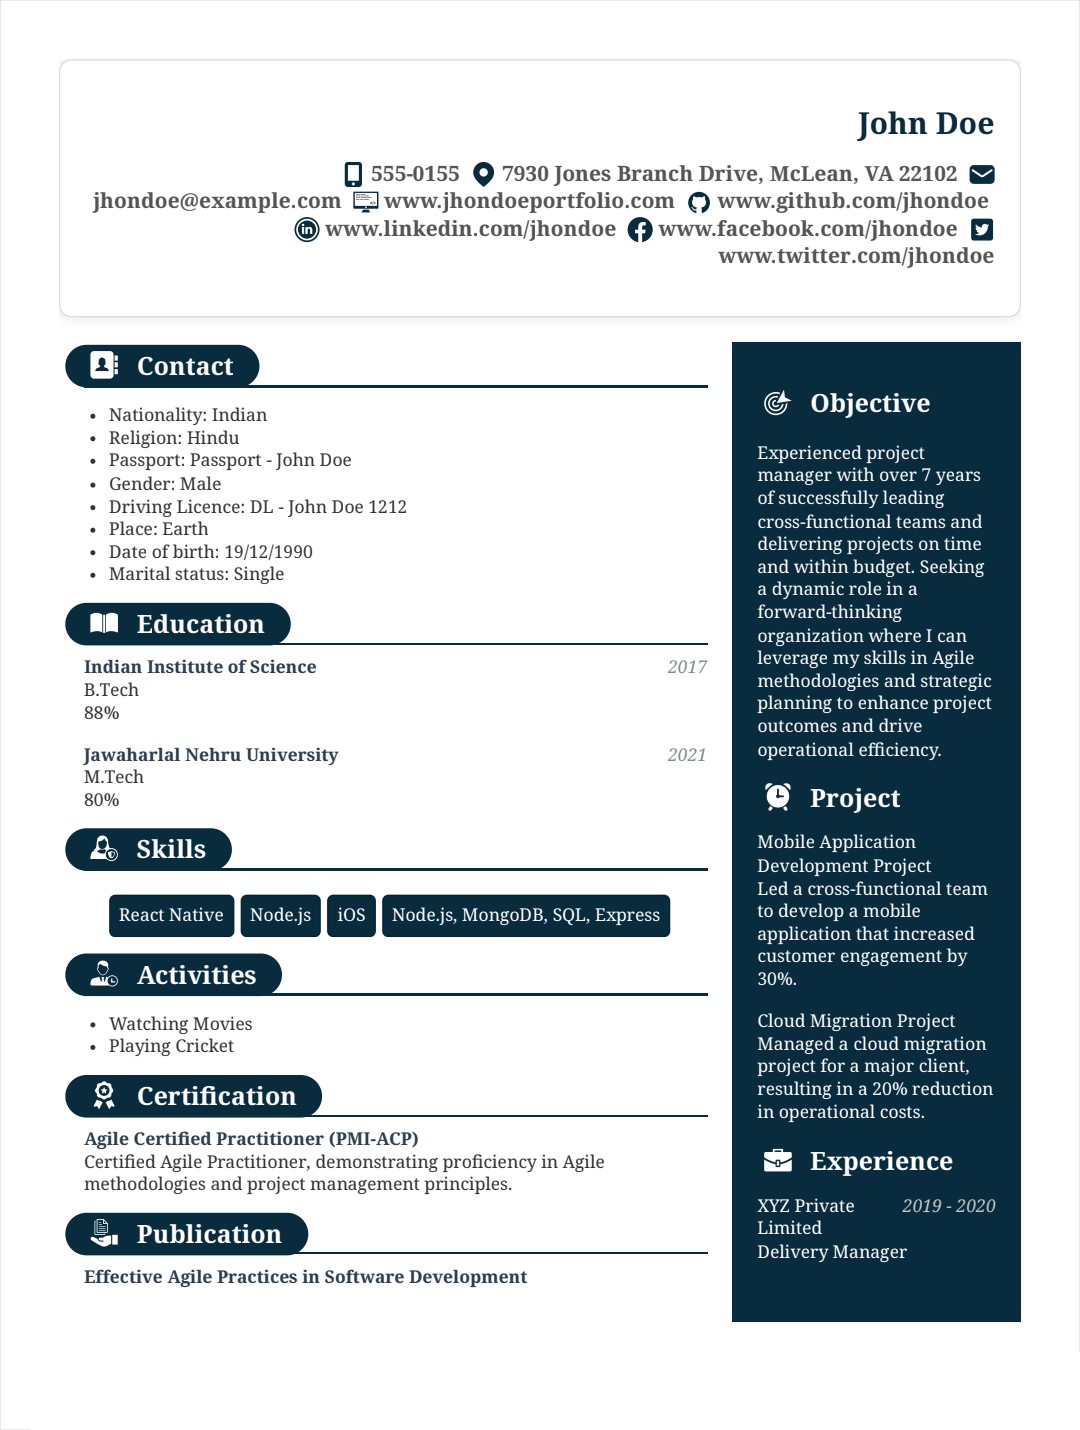 John Doe
555-0155 7930 Jones Branch Drive, McLean, VA 22102
jhondoe@example.com www.jhondoeportfolio.com www.github.com/jhondoe
www.linkedin.com/jhondoe www.facebook.com/jhondoe
www.twitter.com/jhondoe
Contact
• Nationality: Indian
• Religion: Hindu
• Passport: Passport - John Doe
• Gender: Male
• Driving Licence: DL - John Doe 1212
• Place: Earth
• Date of birth: 19/12/1990
• Marital status: Single
Education
Indian Institute of Science 2017
B.Tech
88%
Jawaharlal Nehru University 2021
M.Tech
80%
Skills
React Native Node.js iOS Node.js, MongoDB, SQL, Express
Activities
• Watching Movies
• Playing Cricket
Certification
Agile Certified Practitioner (PMI-ACP)
Certified Agile Practitioner, demonstrating proficiency in Agile
methodologies and project management principles.
Publication
Effective Agile Practices in Software Development
Objective
Experienced project
manager with over 7 years
of successfully leading
cross-functional teams and
delivering projects on time
and within budget. Seeking
a dynamic role in a
forward-thinking
organization where I can
leverage my skills in Agile
methodologies and strategic
planning to enhance project
outcomes and drive
operational efficiency.
Project
Mobile Application
Development Project
Led a cross-functional team
to develop a mobile
application that increased
customer engagement by
30%.
Cloud Migration Project
Managed a cloud migration
project for a major client,
resulting in a 20% reduction
in operational costs.
Experience
XYZ Private 2019 - 2020
Limited
Delivery Manager